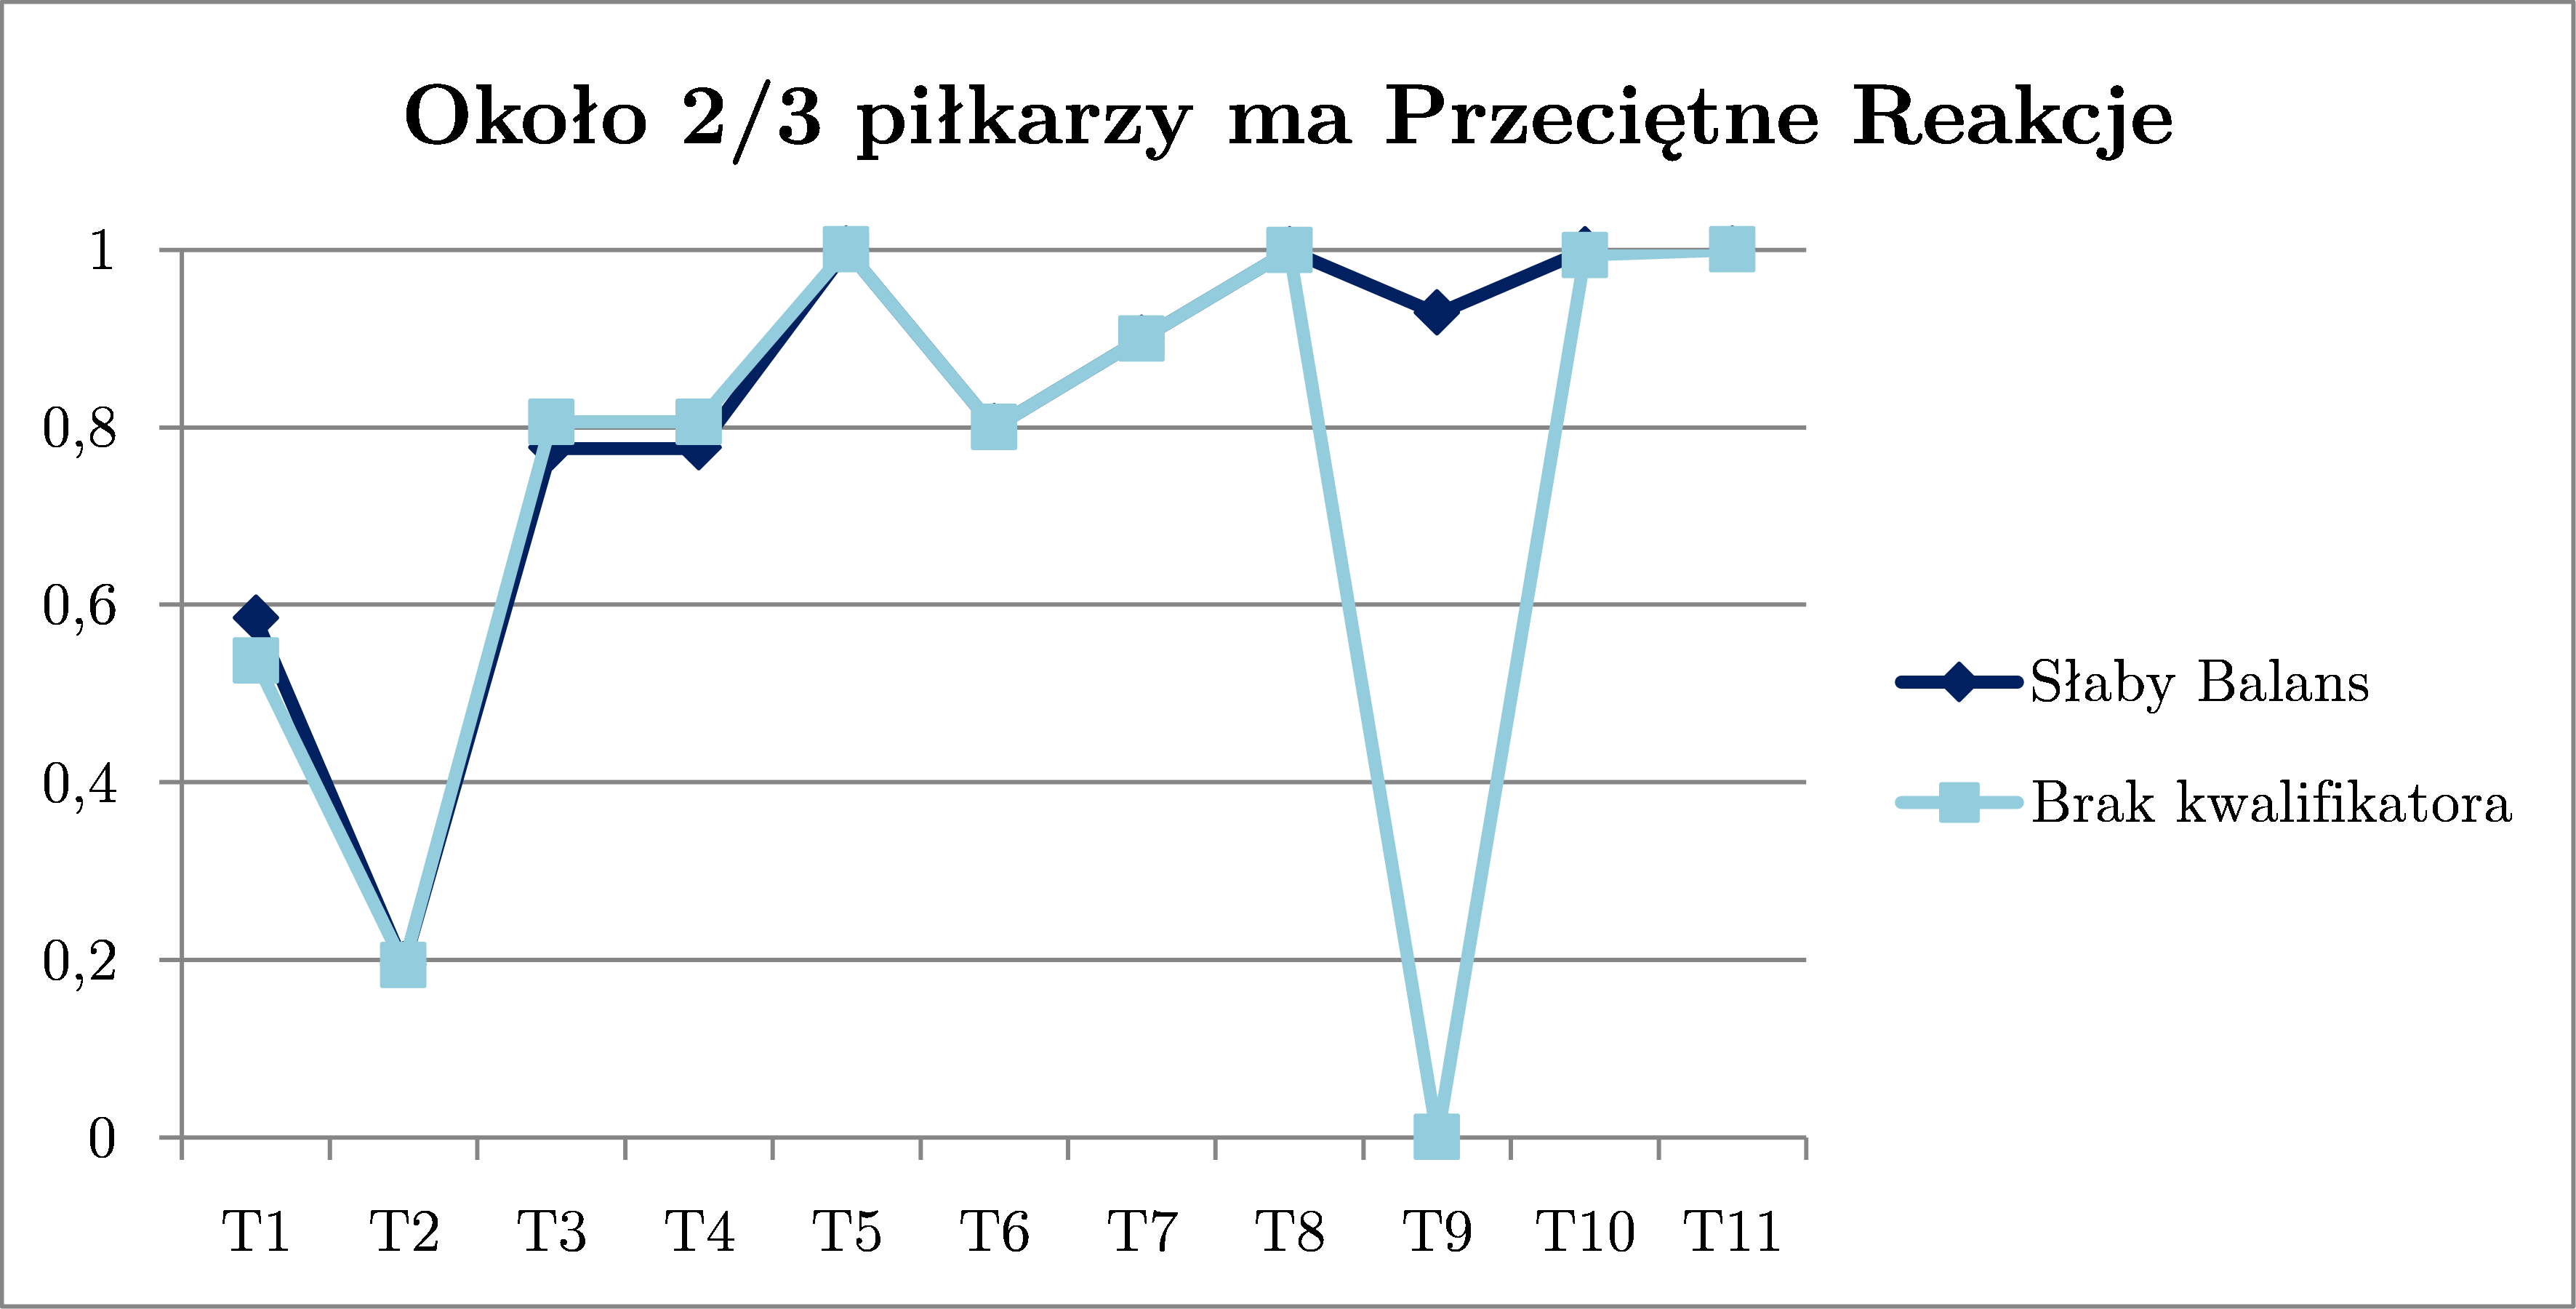 Około 2/3 piłkarzy ma Przeciętne Reakcje
1
0,8
0,6
0,4
0,2
0
T1 T2 T3 T4 T5 T6 T7 T8 T9 T10 T11
Słaby Balans
Brak kwalifikatora